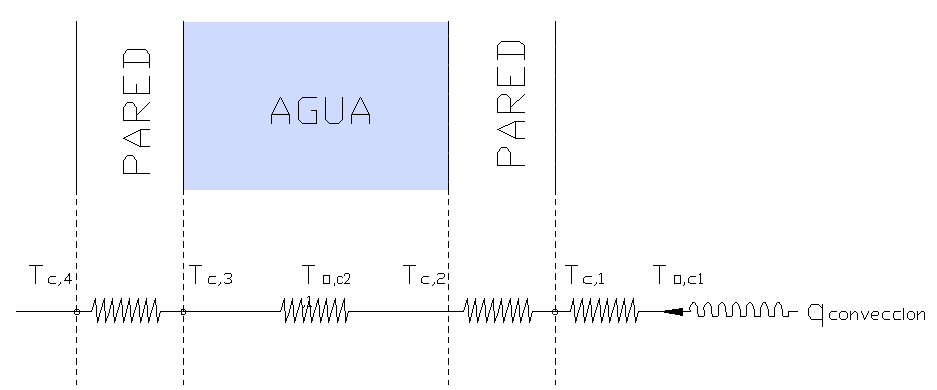 PARED
AGUA
PARED
Tc,4
Tc,3
T□,c2
Tc,2
Tc,1
T□,c1
qconveccion